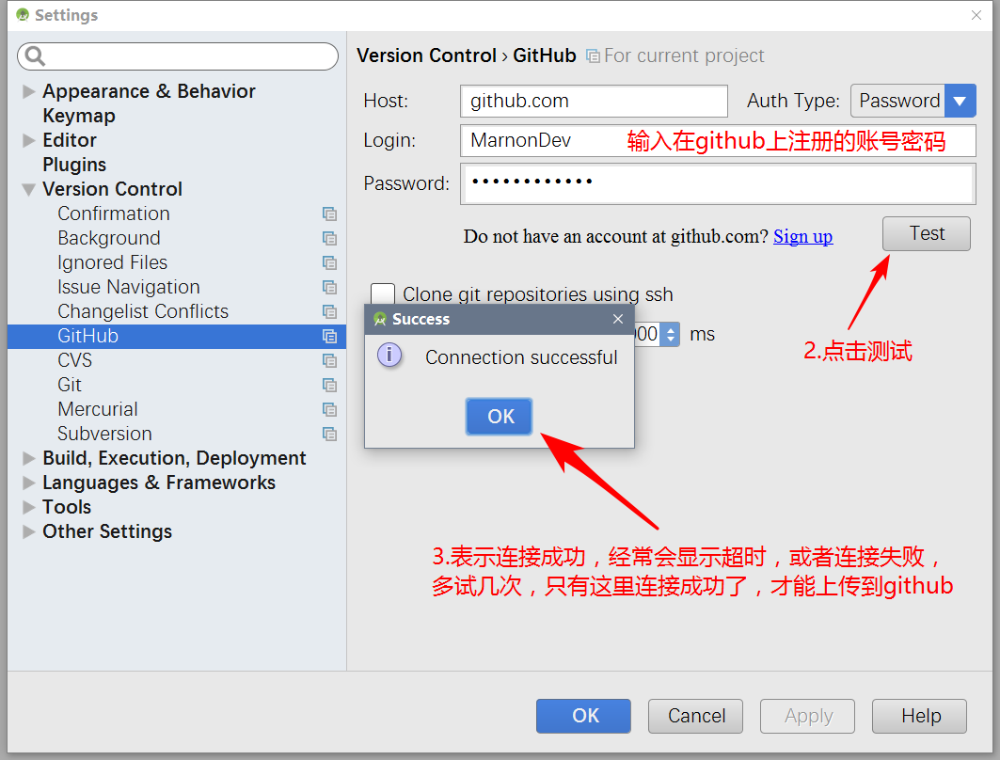 Settings
Version Control › GitHub For current project
Appearance & Behavior
Keymap
Editor
Plugins
Version Control
Confirmation
Background
Ignored Files
Issue Navigation
Changelist Conflicts
GitHub
CVS
Git
Mercurial
Subversion
Build, Execution, Deployment
Languages & Frameworks
Tools
Other Settings
Host: github.com Auth Type: Password
Login: MarnonDev 输入在github上注册的账号密码
Password: ••••••••••••
Do not have an account at github.com? Sign up Test
Clone git repositories using ssh
ms
2.点击测试
Success
Connection successful
OK
3.表示连接成功，经常会显示超时，或者连接失败，
多试几次，只有这里连接成功了，才能上传到github
OK Cancel Apply Help